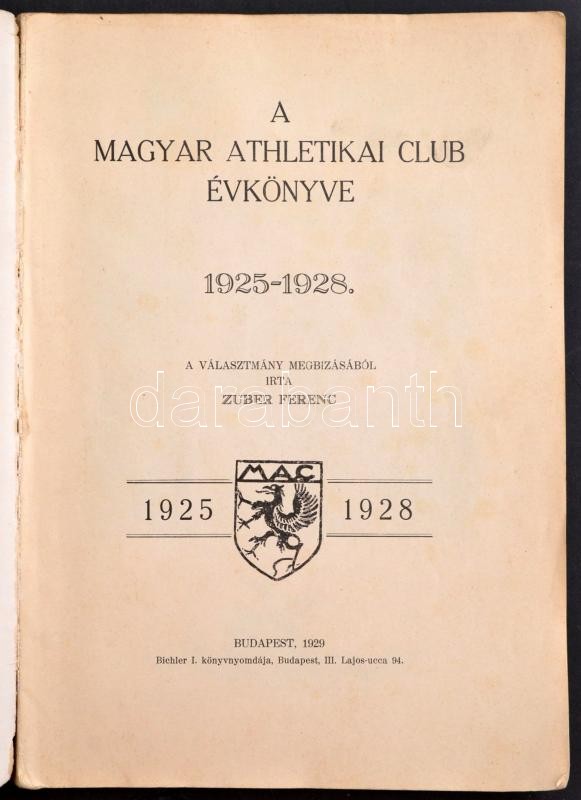 A
MAGYAR ATHLETIKAI CLUB
ÉVKÖNYVE
1925-1928.
A VÁLASZTMÁNY MEGBIZÁSÁBÓL
IRTA
ZUBER FERENC
darabanth
MAC
1925 1928
BUDAPEST, 1929
Bichler I. könyvnyomdája, Budapest, III. Lajos-ucca 94.